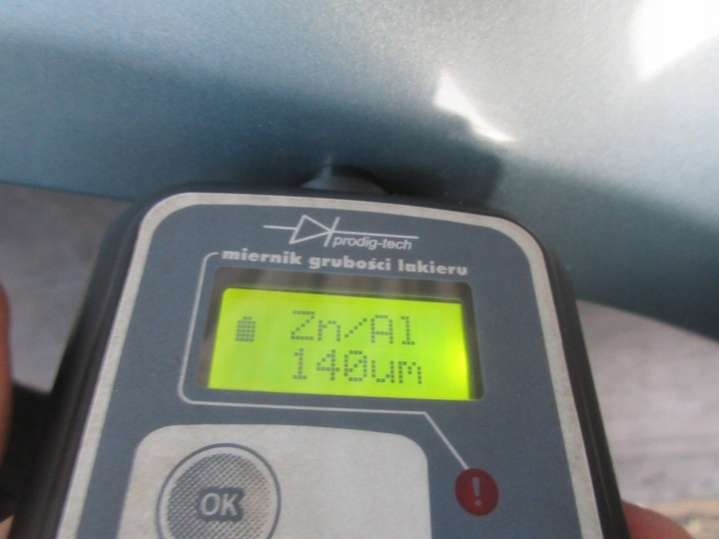 prodig-tech
miernik grubości lakieru
Zn/Al
140um
!
OK